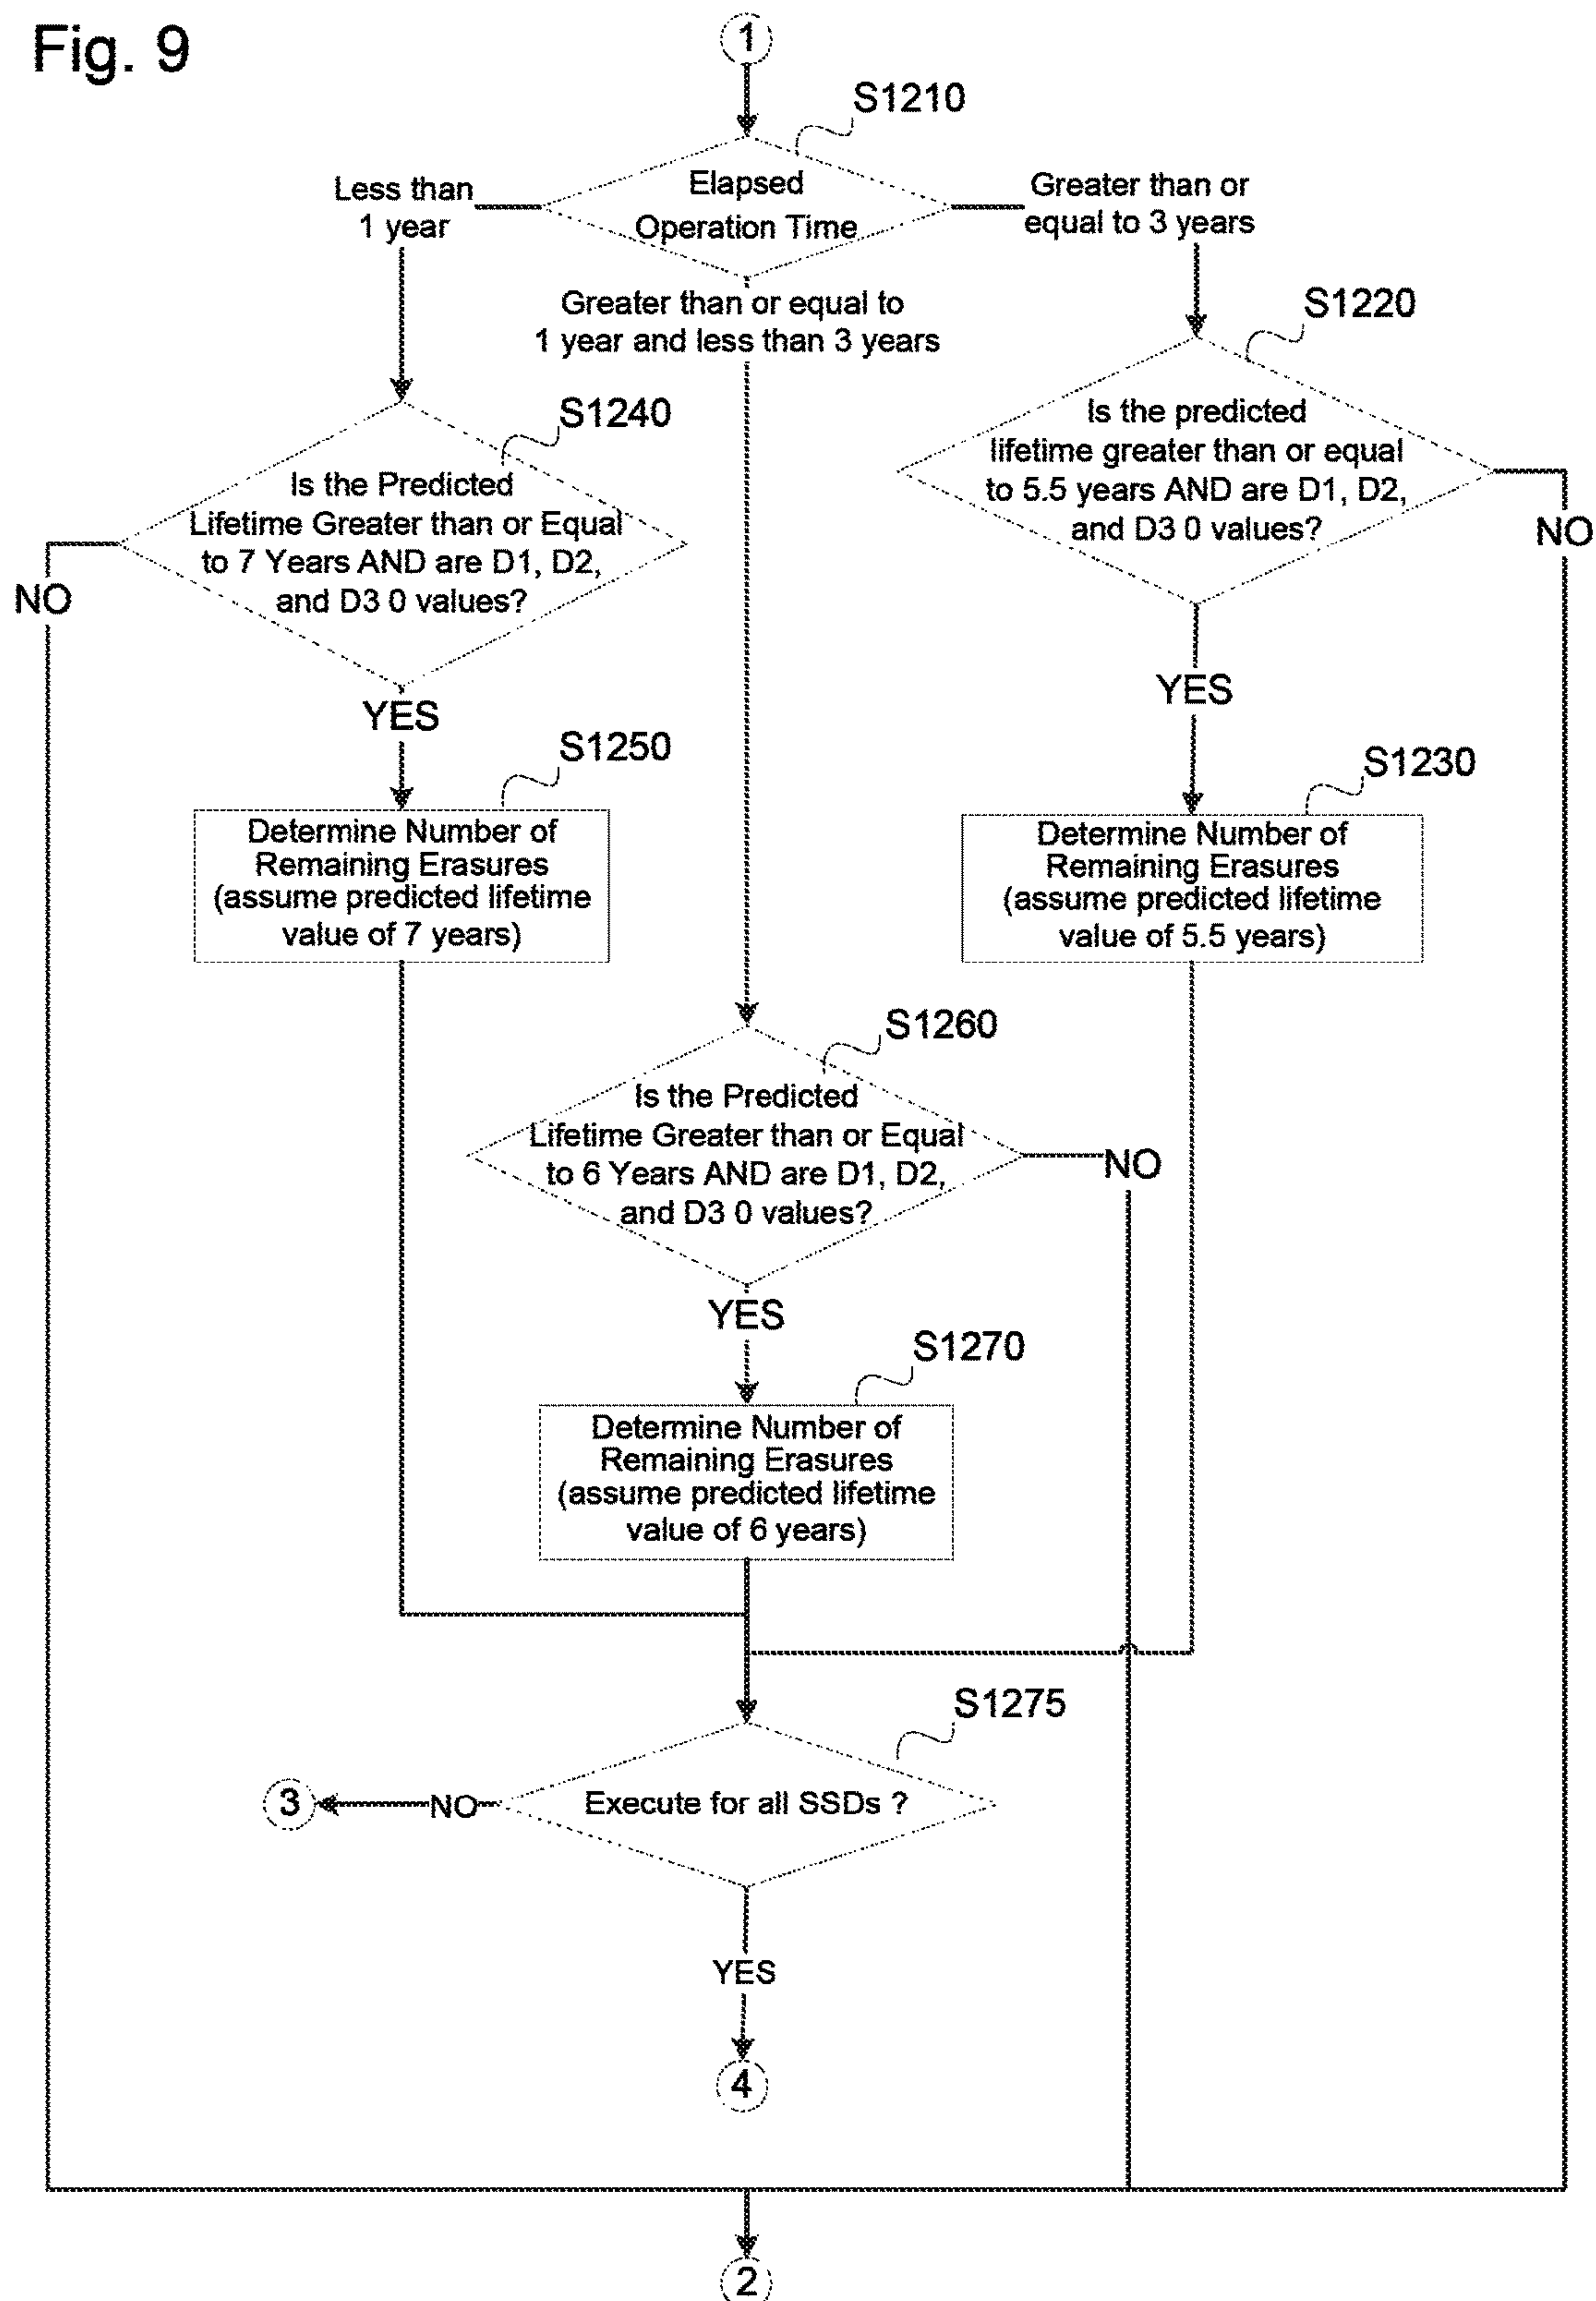 Fig. 9
1
S1210
Elapsed
Operation Time
Less than
1 year
Greater than or
equal to 3 years
Greater than or equal to
1 year and less than 3 years
S1220
Is the predicted
lifetime greater than or equal
to 5.5 years AND are D1, D2,
and D3 0 values?
NO
S1240
Is the Predicted
Lifetime Greater than or Equal
to 7 Years AND are D1, D2,
and D3 0 values?
NO
YES
YES
S1250
Determine Number of
Remaining Erasures
(assume predicted lifetime
value of 7 years)
S1230
Determine Number of
Remaining Erasures
(assume predicted lifetime
value of 5.5 years)
S1260
Is the Predicted
Lifetime Greater than or Equal
to 6 Years AND are D1, D2,
and D3 0 values?
NO
YES
S1270
Determine Number of
Remaining Erasures
(assume predicted lifetime
value of 6 years)
S1275
Execute for all SSDs ?
NO
3
YES
4
2